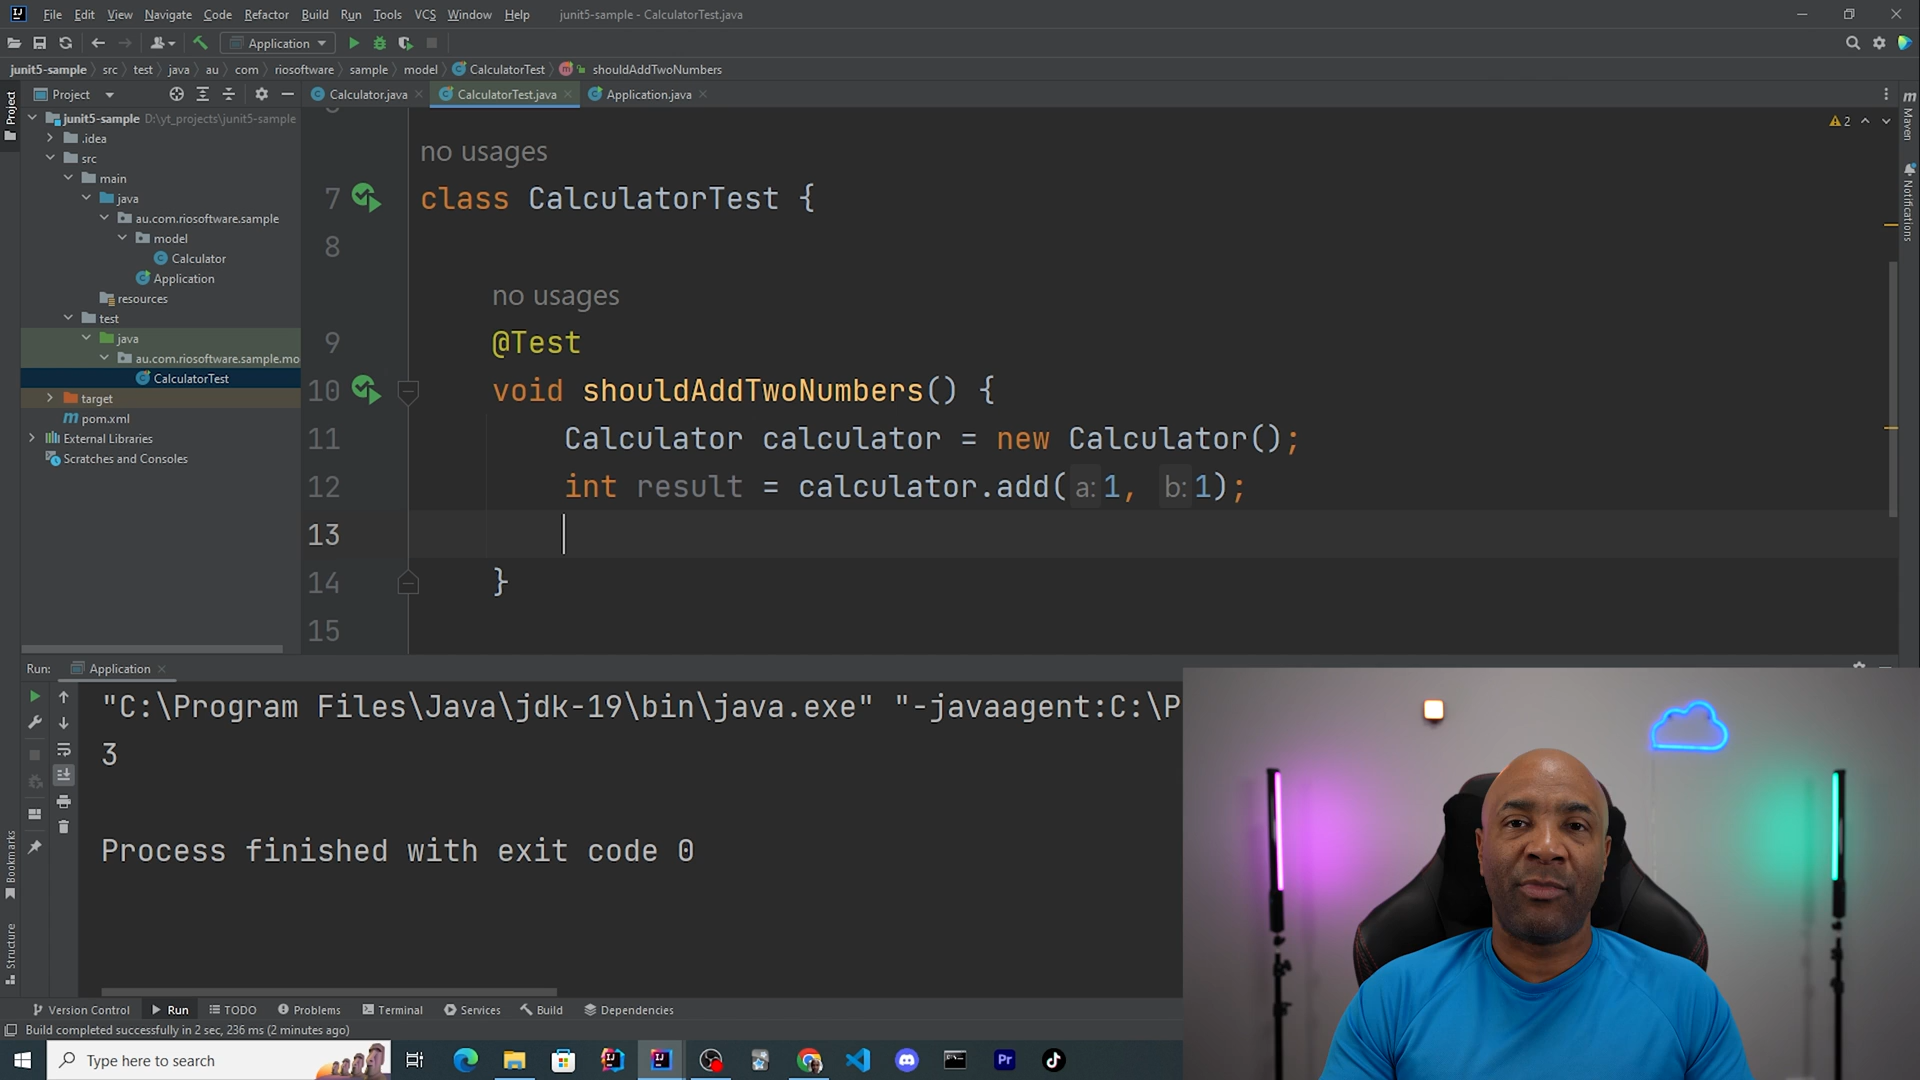 File Edit View Navigate Code Refactor Build Run Tools VCS Window Help junit5-sample - CalculatorTest.java
Application
junit5-sample src test java au com riosoftware sample model CalculatorTest shouldAddTwoNumbers
Project
Calculator.java CalculatorTest.java Application.java
junit5-sample D:\yt_projects\junit5-sample
.idea
src
main
java
au.com.riosoftware.sample
model
Calculator
Application
resources
test
java
au.com.riosoftware.sample.mo
CalculatorTest
target
pom.xml
External Libraries
Scratches and Consoles
Project
Bookmarks
Structure
2
Maven
Notifications
no usages
7 class CalculatorTest {
8
no usages
9 @Test
10 void shouldAddTwoNumbers() {
11 Calculator calculator = new Calculator();
12 int result = calculator.add( a: 1, b: 1);
13
14 }
15
Run: Application
"C:\Program Files\Java\jdk-19\bin\java.exe" "-javaagent:C:\P
3
Process finished with exit code 0
Version Control Run TODO Problems Terminal Services Build Dependencies
Build completed successfully in 2 sec, 236 ms (2 minutes ago)
Type here to search